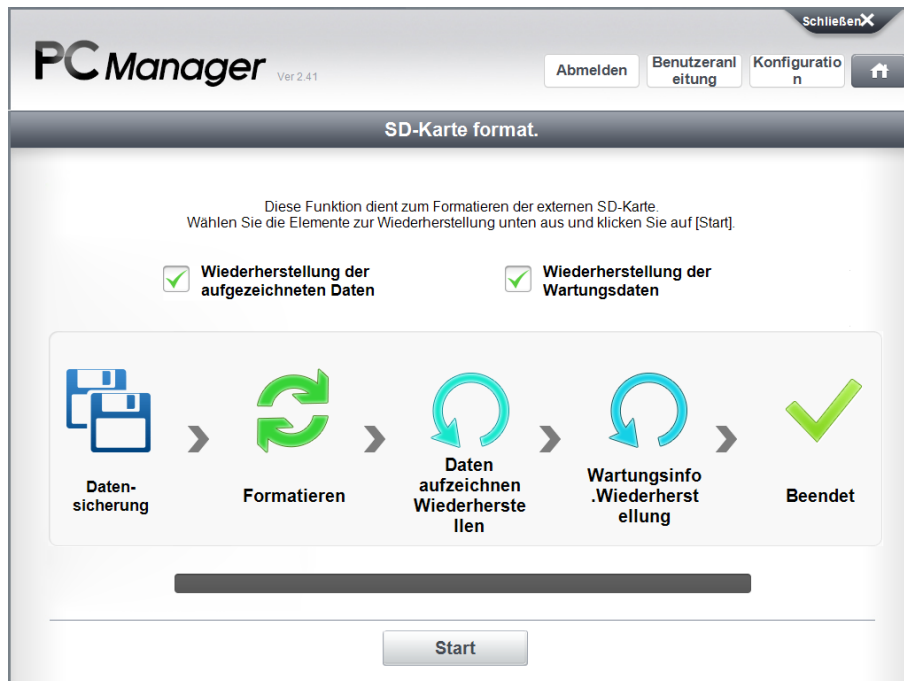 Schließen
PC Manager Ver 2.41
Abmelden
Benutzeranl
eitung
Konfiguratio
n
SD-Karte format.
Diese Funktion dient zum Formatieren der externen SD-Karte.
Wählen Sie die Elemente zur Wiederherstellung unten aus und klicken Sie auf [Start].
Wiederherstellung der
aufgezeichneten Daten
Wiederherstellung der
Wartungsdaten
Daten-
sicherung
Formatieren
Daten
aufzeichnen
Wiederherste
llen
Wartungsinfo
.Wiederherst
ellung
Beendet
Start